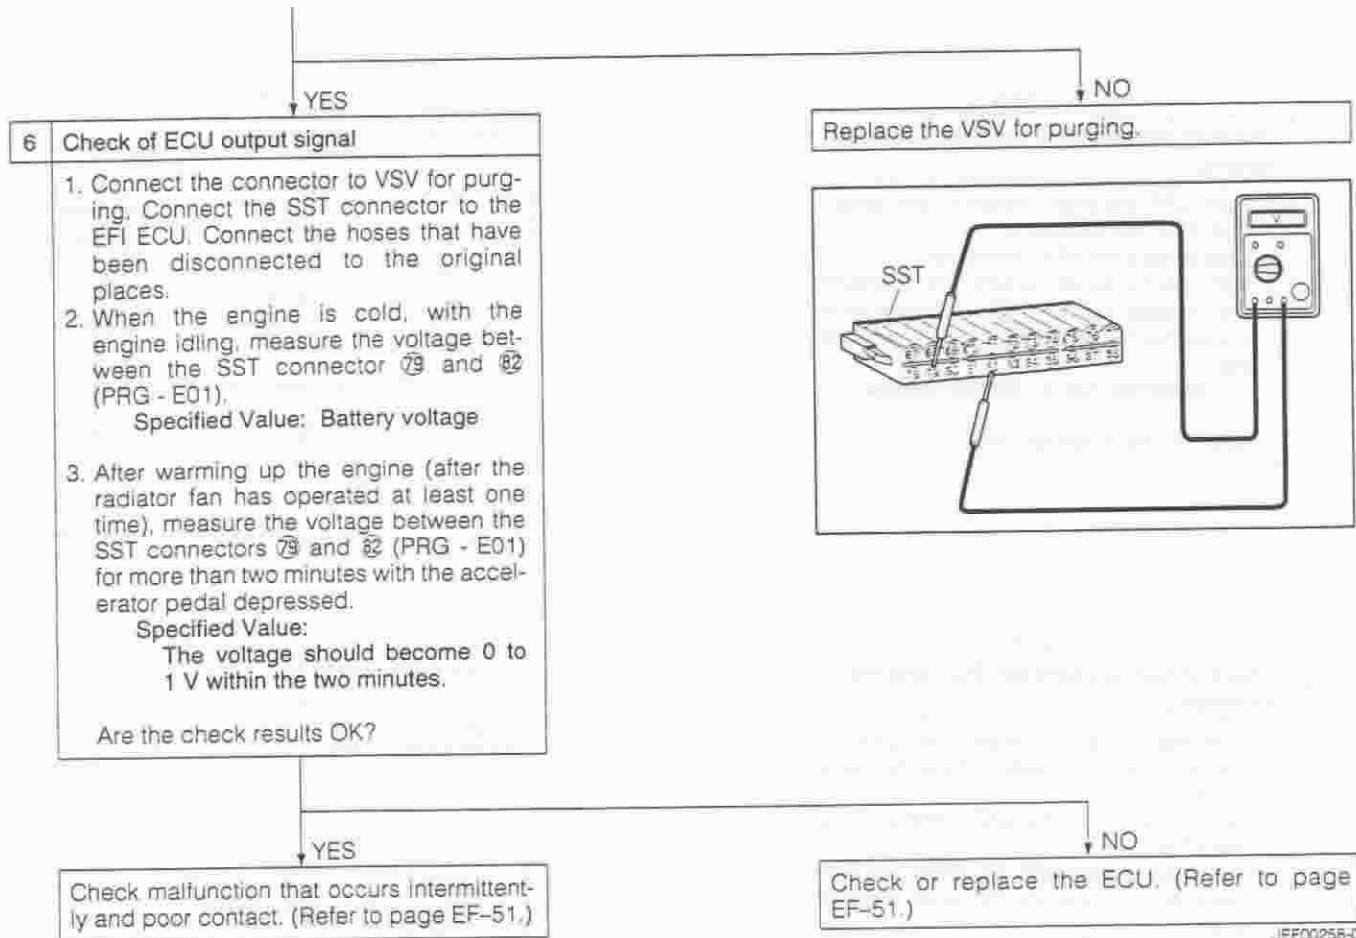 YES
NO
6 Check of ECU output signal
1. Connect the connector to VSV for purg-
ing. Connect the SST connector to the
EFI ECU. Connect the hoses that have
been disconnected to the original
places.
2. When the engine is cold, with the
engine idling, measure the voltage bet-
ween the SST connector ㊆⑨ and
(PRG - E01).
Specified Value: Battery voltage
3. After warming up the engine (after the
radiator fan has operated at least one
time), measure the voltage between the
SST connectors 79 and 82 (PRG - E01)
for more than two minutes with the accel-
erator pedal depressed.
Specified Value:
The voltage should become 0 to
1 V within the two minutes.
Are the check results OK?
Replace the VSV for purging.
SST
V
YES
NO
Check malfunction that occurs intermittent-
ly and poor contact. (Refer to page EF–51.)
Check or replace the ECU. (Refer to page
EF–51.)